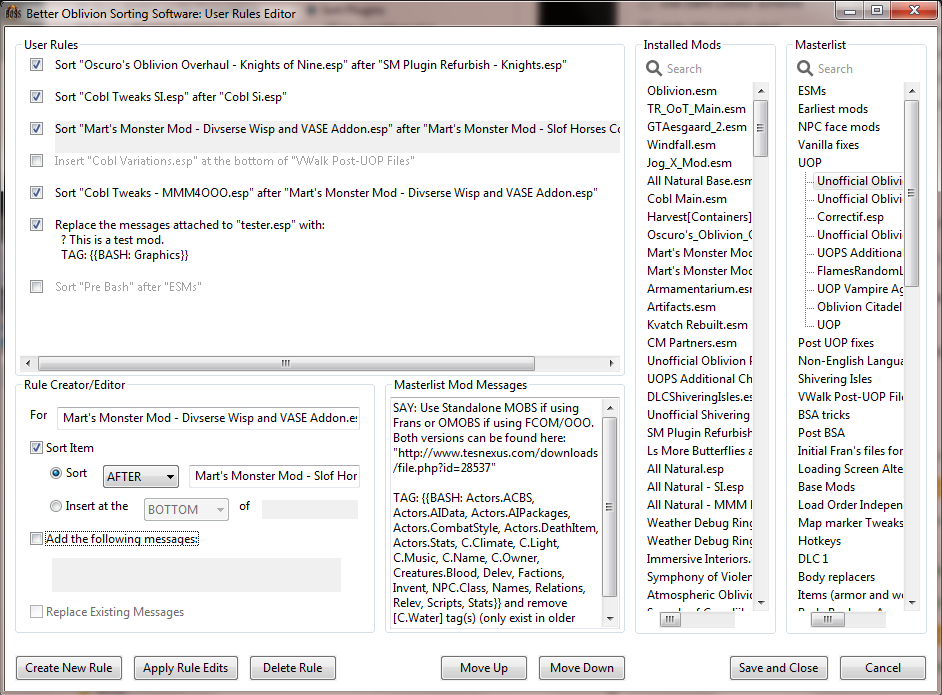 Better Oblivion Sorting Software: User Rules Editor
User Rules
Sort "Oscuro's Oblivion Overhaul - Knights of Nine.esp" after "SM Plugin Refurbish - Knights.esp"
Sort "Cobl Tweaks SI.esp" after "Cobl Si.esp"
Sort "Mart's Monster Mod - Divserse Wisp and VASE Addon.esp" after "Mart's Monster Mod - Slof Horses Co
Insert "Cobl Variations.esp" at the bottom of "VWalk Post-UOP Files"
Sort "Cobl Tweaks - MMM4OOO.esp" after "Mart's Monster Mod - Divserse Wisp and VASE Addon.esp"
Replace the messages attached to "tester.esp" with:
? This is a test mod.
TAG: {{BASH: Graphics}}
Sort "Pre Bash" after "ESMs"
Rule Creator/Editor
For Mart's Monster Mod - Divserse Wisp and VASE Addon.es
Sort Item
Sort AFTER Mart's Monster Mod - Slof Hor
Insert at the BOTTOM of
Add the following messages:
Replace Existing Messages
Masterlist Mod Messages
SAY: Use Standalone MOBS if using
Frans or OMOBS if using FCOM/OOO.
Both versions can be found here:
"http://www.tesnexus.com/downloads
/file.php?id=28537"
TAG: {{BASH: Actors.ACBS,
Actors.AIData, Actors.AIPackages,
Actors.CombatStyle, Actors.DeathItem,
Actors.Stats, C.Climate, C.Light,
C.Music, C.Name, C.Owner,
Creatures.Blood, Delev, Factions,
Invent, NPC.Class, Names, Relations,
Relev, Scripts, Stats}} and remove
[C.Water] tag(s) (only exist in older
Installed Mods
Search
Oblivion.esm
TR_OoT_Main.esm
GTAesgaard_2.esm
Windfall.esm
Jog_X_Mod.esm
All Natural Base.esm
Cobl Main.esm
Harvest[Containers]
Oscuro's_Oblivion_O
Mart's Monster Mod
Mart's Monster Mod
Armamentarium.esm
Artifacts.esm
Kvatch Rebuilt.esm
CM Partners.esm
Unofficial Oblivion P
UOPS Additional Ch
DLCShiveringIsles.es
Unofficial Shivering
SM Plugin Refurbish
Ls More Butterflies a
All Natural.esp
All Natural - SI.esp
All Natural - MMM I
Weather Debug Ring
Weather Debug Ring
Immersive Interiors.
Symphony of Violen
Atmospheric Oblivio
Masterlist
Search
ESMs
Earliest mods
NPC face mods
Vanilla fixes
UOP
Unofficial Oblivi
Unofficial Oblivi
Correctif.esp
Unofficial Oblivi
UOPS Additiona
FlamesRandomL
UOP Vampire Ag
Oblivion Citadel
UOP
Post UOP fixes
Non-English Langua
Shivering Isles
VWalk Post-UOP File
BSA tricks
Post BSA
Initial Fran's files for
Loading Screen Alte
Base Mods
Load Order Indepen
Map marker Tweaks
Hotkeys
DLC 1
Body replacers
Items (armor and we
Create New Rule
Apply Rule Edits
Delete Rule
Move Up
Move Down
Save and Close
Cancel